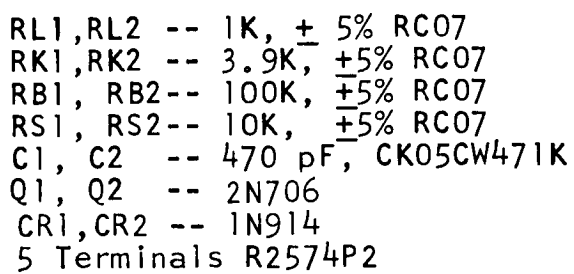 RL1,RL2 -- 1K, ± 5% RC07
RK1,RK2 -- 3.9K, ±5% RC07
RB1, RB2-- 100K, ±5% RC07
RS1, RS2-- 10K, ±5% RC07
C1, C2 -- 470 pF, CK05CW471K
Q1, Q2 -- 2N706
CR1,CR2 -- 1N914
5 Terminals R2574P2